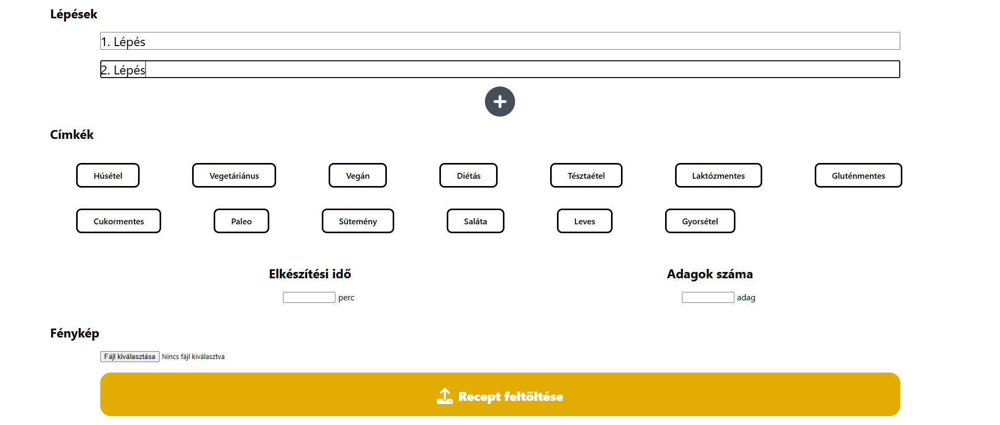 Lépések
1. Lépés
2. Lépés
Címkék
Húsétel Vegetáriánus Vegán Diétás Tésztaétel Laktózmentes Gluténmentes
Cukormentes Paleo Sütemény Saláta Leves Gyorsétel
Elkészítési idő Adagok száma
perc adag
Fénykép
Fájl kiválasztása Nincs fájl kiválasztva
Recept feltöltése